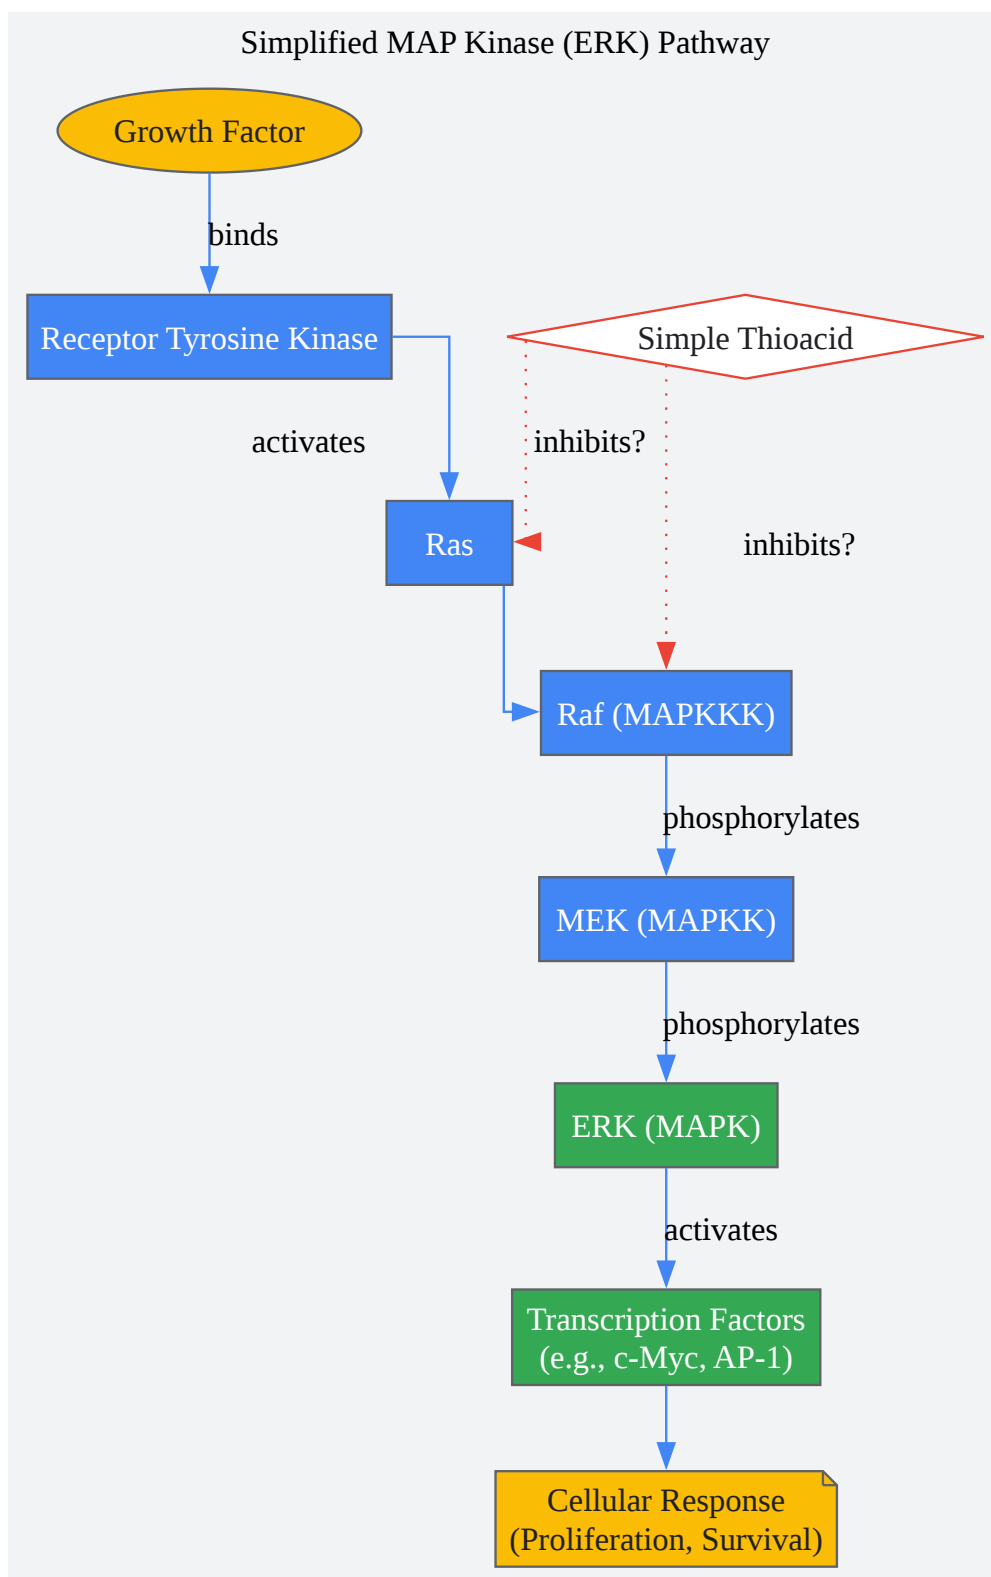 Simplified MAP Kinase (ERK) Pathway
Growth Factor
binds
Receptor Tyrosine Kinase
Simple Thioacid
activates
inhibits?
Ras
inhibits?
Raf (MAPKKK)
phosphorylates
MEK (MAPKK)
phosphorylates
ERK (MAPK)
activates
Transcription Factors
(e.g., c-Myc, AP-1)
Cellular Response
(Proliferation, Survival)